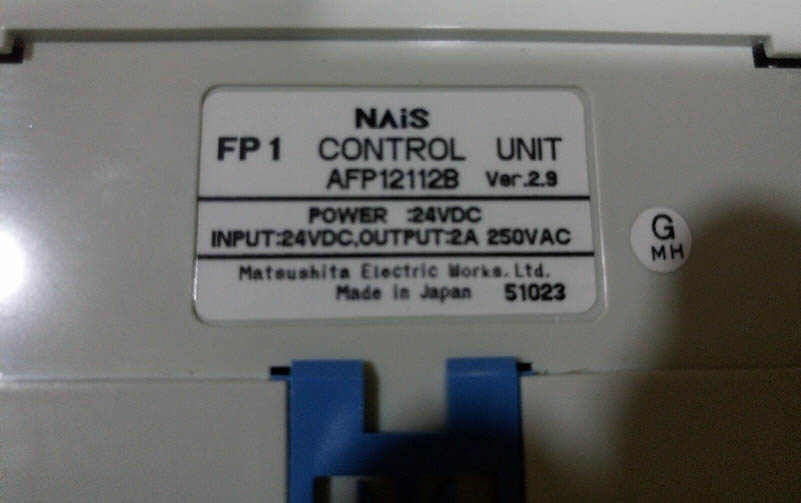 NAiS
FP1 CONTROL UNIT
AFP12112B Ver.2.9
POWER :24VDC
INPUT:24VDC,OUTPUT:2A 250VAC
Matsushita Electric Works.Ltd.
Made in Japan 51023
G
MH